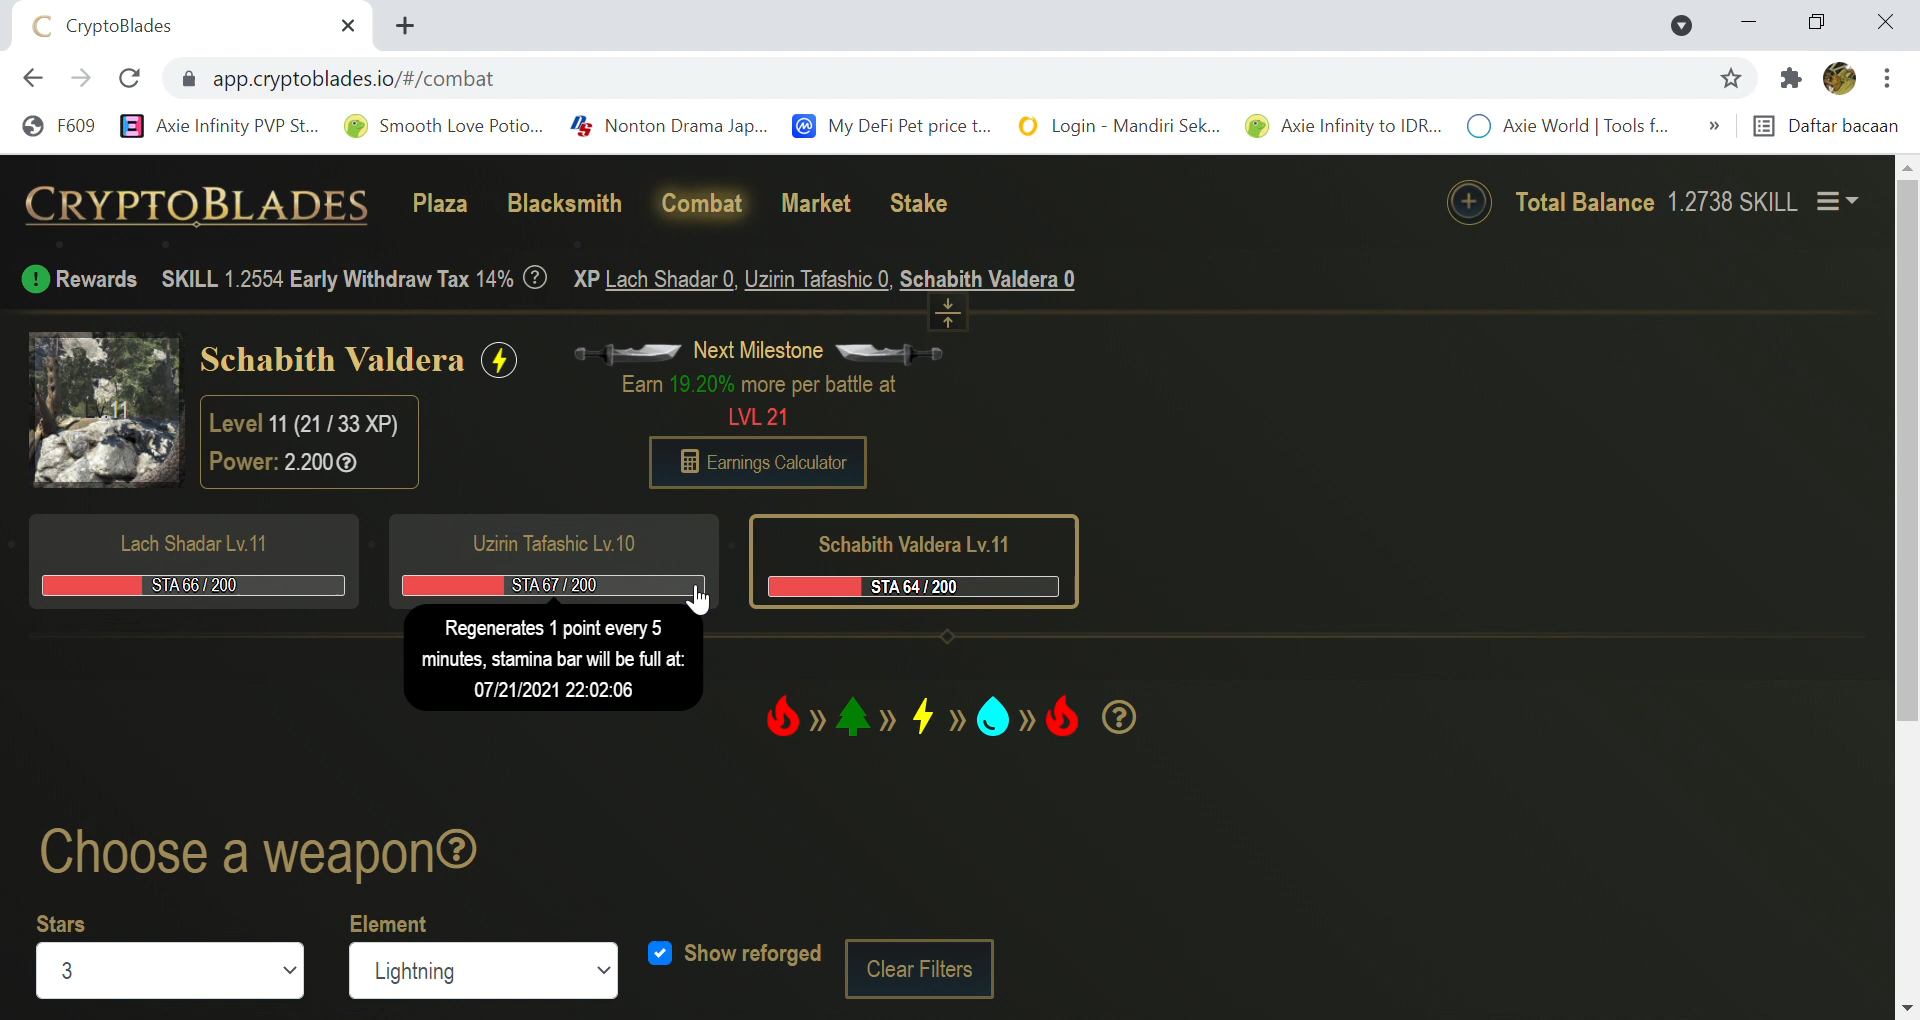 CryptoBlades
app.cryptoblades.io/#/combat
F609 Axie Infinity PVP St... Smooth Love Potio... Nonton Drama Jap... My DeFi Pet price t... Login - Mandiri Sek... Axie Infinity to IDR... Axie World | Tools f... » Daftar bacaan
CRYPTOBLADES Plaza Blacksmith Combat Market Stake + Total Balance 1.2738 SKILL
! Rewards SKILL 1.2554 Early Withdraw Tax 14% ? XP Lach Shadar 0, Uzirin Tafashic 0, Schabith Valdera 0
Schabith Valdera
Lv.11
Level 11 (21 / 33 XP)
Power: 2.200 ?
Next Milestone
Earn 19.20% more per battle at
LVL 21
Earnings Calculator
Lach Shadar Lv.11
STA 66 / 200
Uzirin Tafashic Lv.10
STA 67 / 200
Schabith Valdera Lv.11
STA 64 / 200
Regenerates 1 point every 5
minutes, stamina bar will be full at:
07/21/2021 22:02:06
» » » » ?
Choose a weapon ?
Stars
3
Element
Lightning
Show reforged
Clear Filters